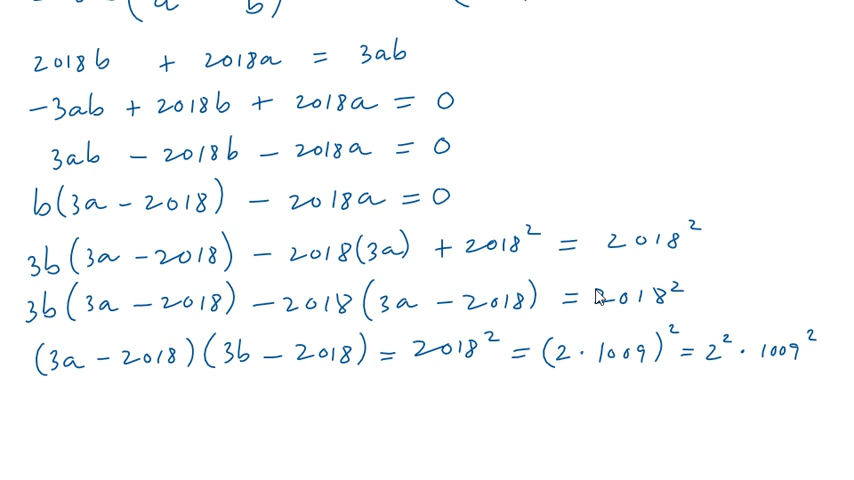 2018b + 2018a = 3ab
-3ab + 2018b + 2018a = 0
3ab - 2018b - 2018a = 0
b(3a - 2018) - 2018a = 0
3b(3a - 2018) - 2018(3a) + 2018² = 2018²
3b(3a - 2018) - 2018(3a - 2018) = 2018²
(3a - 2018)(3b - 2018) = 2018² = (2 · 1009)² = 2² · 1009²